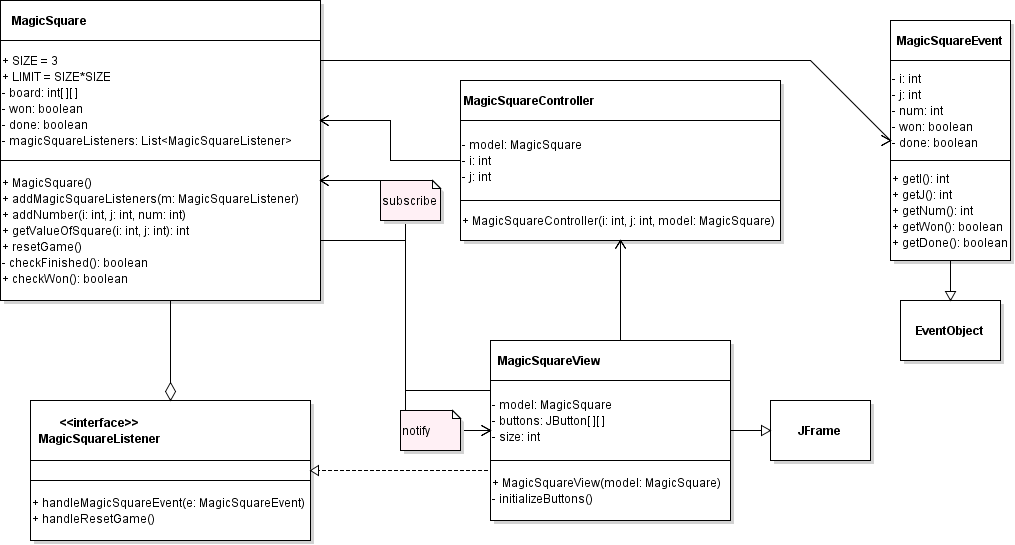 MagicSquare
+ SIZE = 3
+ LIMIT = SIZE*SIZE
- board: int[][]
- won: boolean
- done: boolean
- magicSquareListeners: List<MagicSquareListener>
+ MagicSquare()
+ addMagicSquareListeners(m: MagicSquareListener)
+ addNumber(i: int, j: int, num: int)
+ getValueOfSquare(i: int, j: int): int
+ resetGame()
- checkFinished(): boolean
+ checkWon(): boolean
MagicSquareController
- model: MagicSquare
- i: int
- j: int
+ MagicSquareController(i: int, j: int, model: MagicSquare)
MagicSquareEvent
- i: int
- j: int
- num: int
- won: boolean
- done: boolean
+ getI(): int
+ getJ(): int
+ getNum(): int
+ getWon(): boolean
+ getDone(): boolean
subscribe
EventObject
MagicSquareView
- model: MagicSquare
- buttons: JButton[][]
- size: int
+ MagicSquareView(model: MagicSquare)
- initializeButtons()
notify
JFrame
<<interface>>
MagicSquareListener
+ handleMagicSquareEvent(e: MagicSquareEvent)
+ handleResetGame()